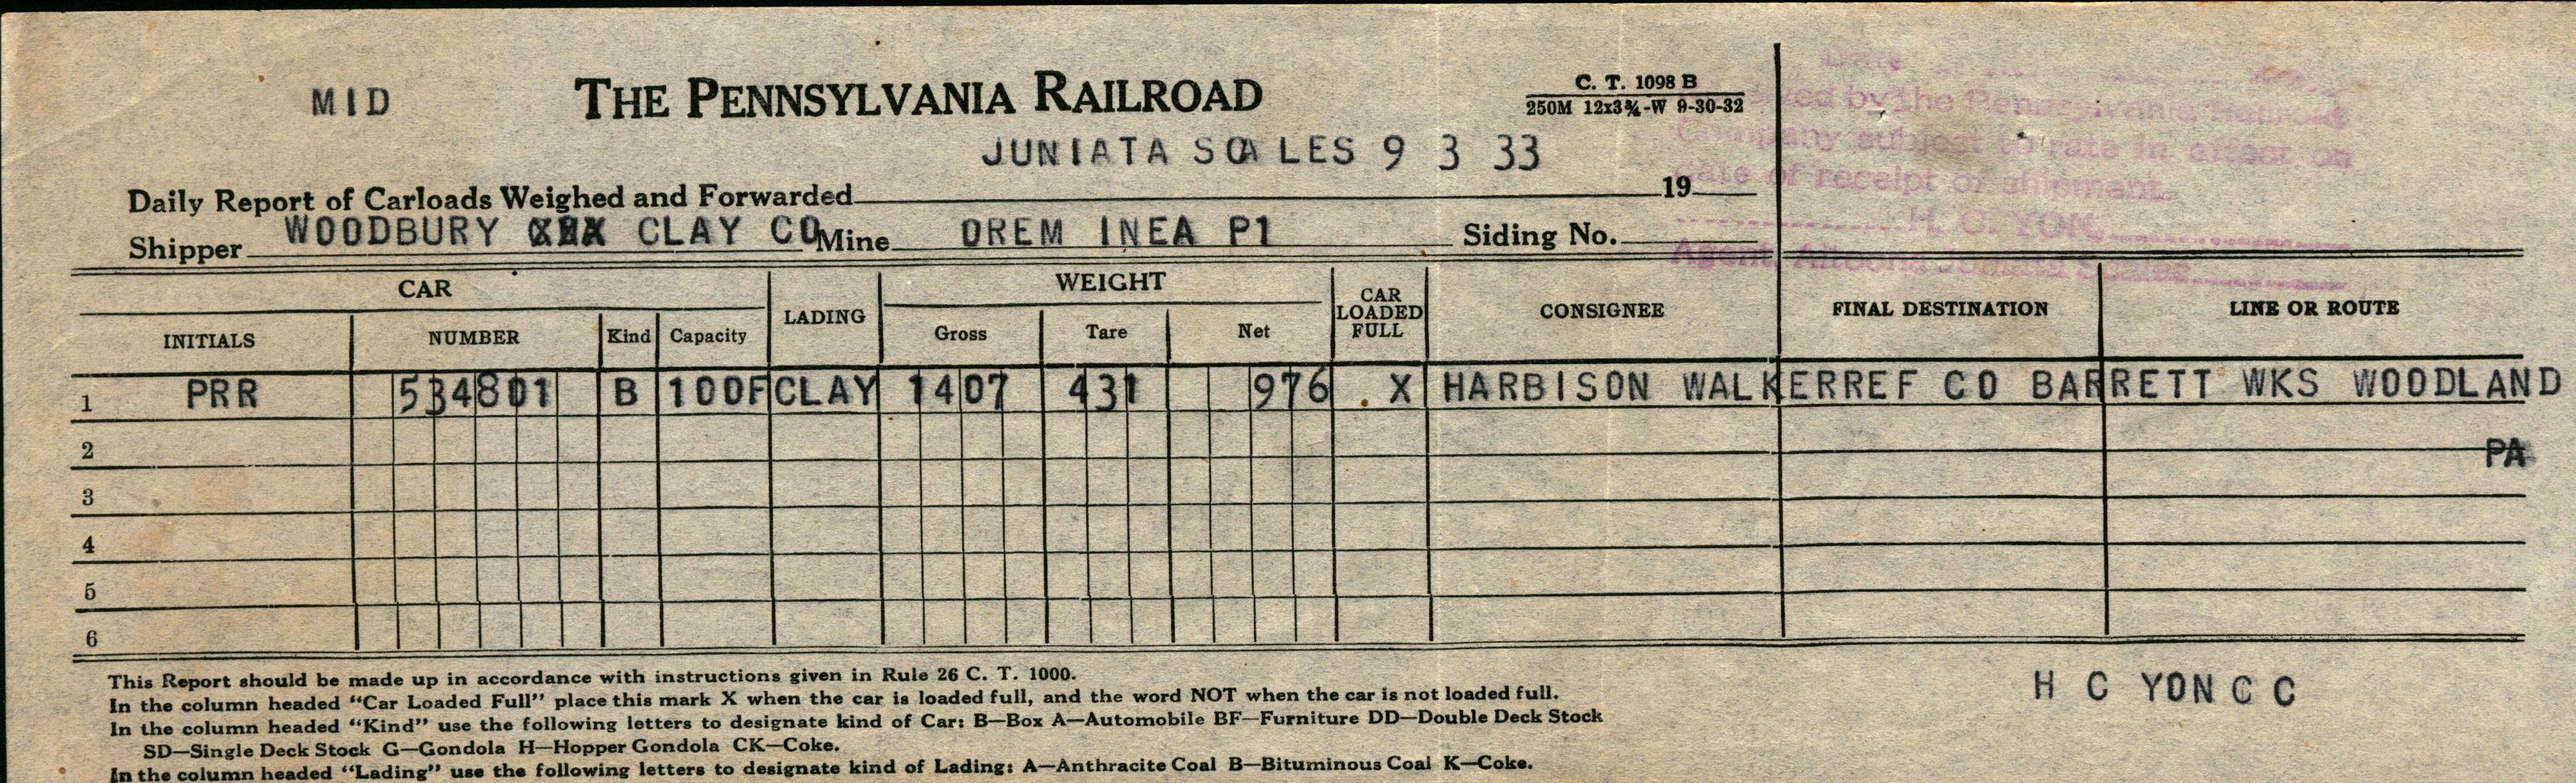 MID THE PENNSYLVANIA RAILROAD C. T. 1098 B
250M 12x3¾-W 9-30-32
JUNIATA SCALES 9 3 33
Daily Report of Carloads Weighed and Forwarded 19
Shipper WOODBURY CLAY CO Mine OREM INEA P1 Siding No.
by the Pennsylvania Railroad
Company subject to rate in effect on
date of receipt of shipment.
H. C. YON,
Agent, Altoona Juniata Scales
CAR LADING WEIGHT CAR LOADED FULL CONSIGNEE FINAL DESTINATION LINE OR ROUTE
INITIALS NUMBER Kind Capacity Gross Tare Net
1 PRR 534801 B 100F CLAY 1407 431 976 . X HARBISON WALKERREF CO BARRETT WKS WOODLAND
2 PA
3
4
5
6
This Report should be made up in accordance with instructions given in Rule 26 C. T. 1000.
In the column headed "Car Loaded Full" place this mark X when the car is loaded full, and the word NOT when the car is not loaded full.
In the column headed "Kind" use the following letters to designate kind of Car: B—Box A—Automobile BF—Furniture DD—Double Deck Stock
SD—Single Deck Stock G—Gondola H—Hopper Gondola CK—Coke.
In the column headed "Lading" use the following letters to designate kind of Lading: A—Anthracite Coal B—Bituminous Coal K—Coke.
H C YON C C